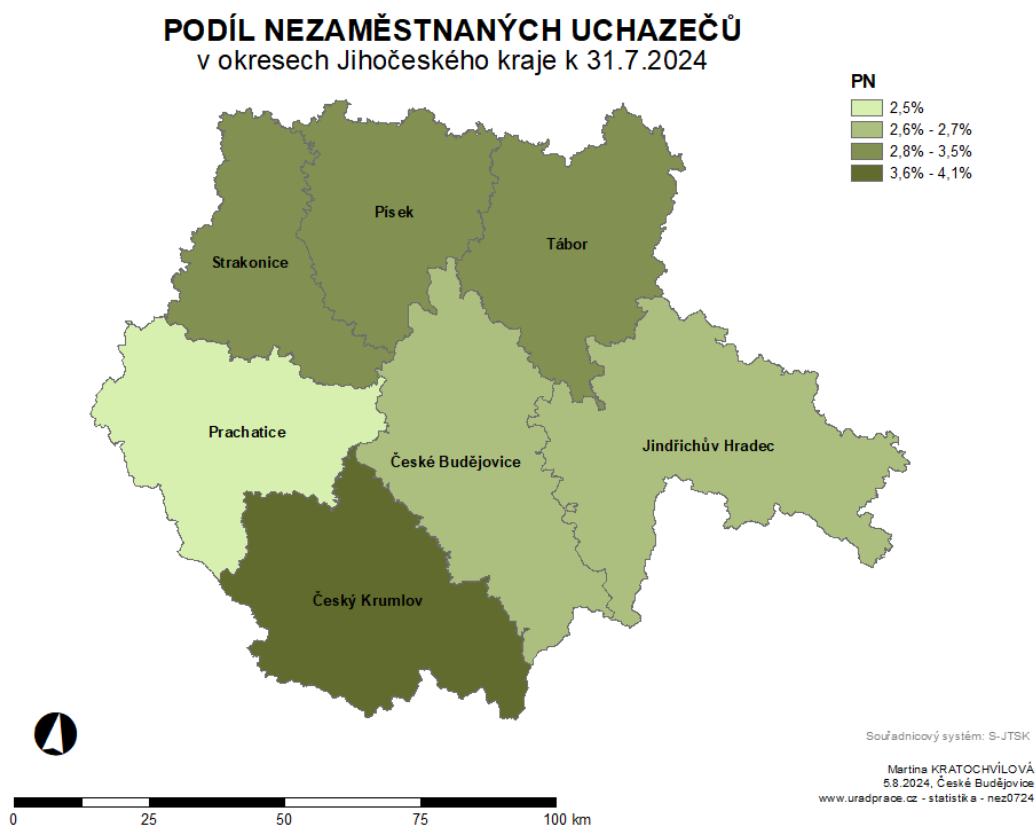 PODÍL NEZAMĚSTNANÝCH UCHAZEČŮ
v okresech Jihočeského kraje k 31.7.2024
PN
2,5%
2,6% - 2,7%
2,8% - 3,5%
3,6% - 4,1%
Písek
Tábor
Strakonice
Prachatice
České Budějovice
Jindřichův Hradec
Český Krumlov
Souřadnicový systém: S-JTSK
Martina KRATOCHVÍLOVÁ
5.8.2024, České Budějovice
www.uradprace.cz - statistika - nez0724
0 25 50 75 100 km